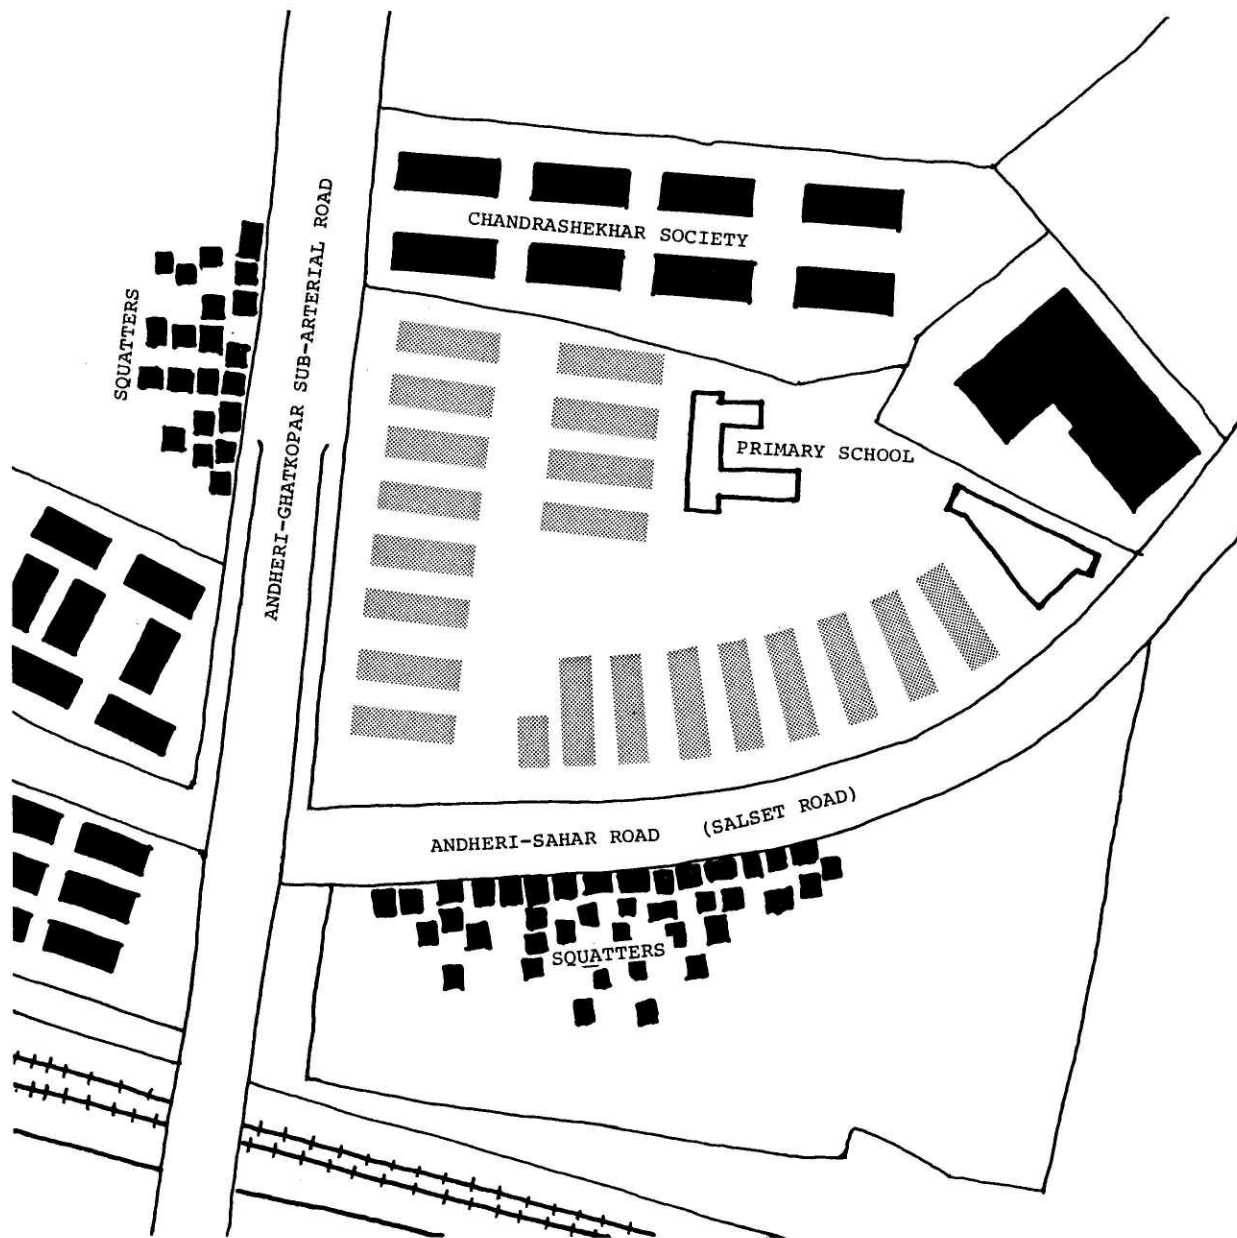 CHANDRASHEKHAR SOCIETY
SQUATTERS
ANDHERI-GHATKOPAR SUB-ARTERIAL ROAD
PRIMARY SCHOOL
ANDHERI-SAHAR ROAD (SALSET ROAD)
SQUATTERS